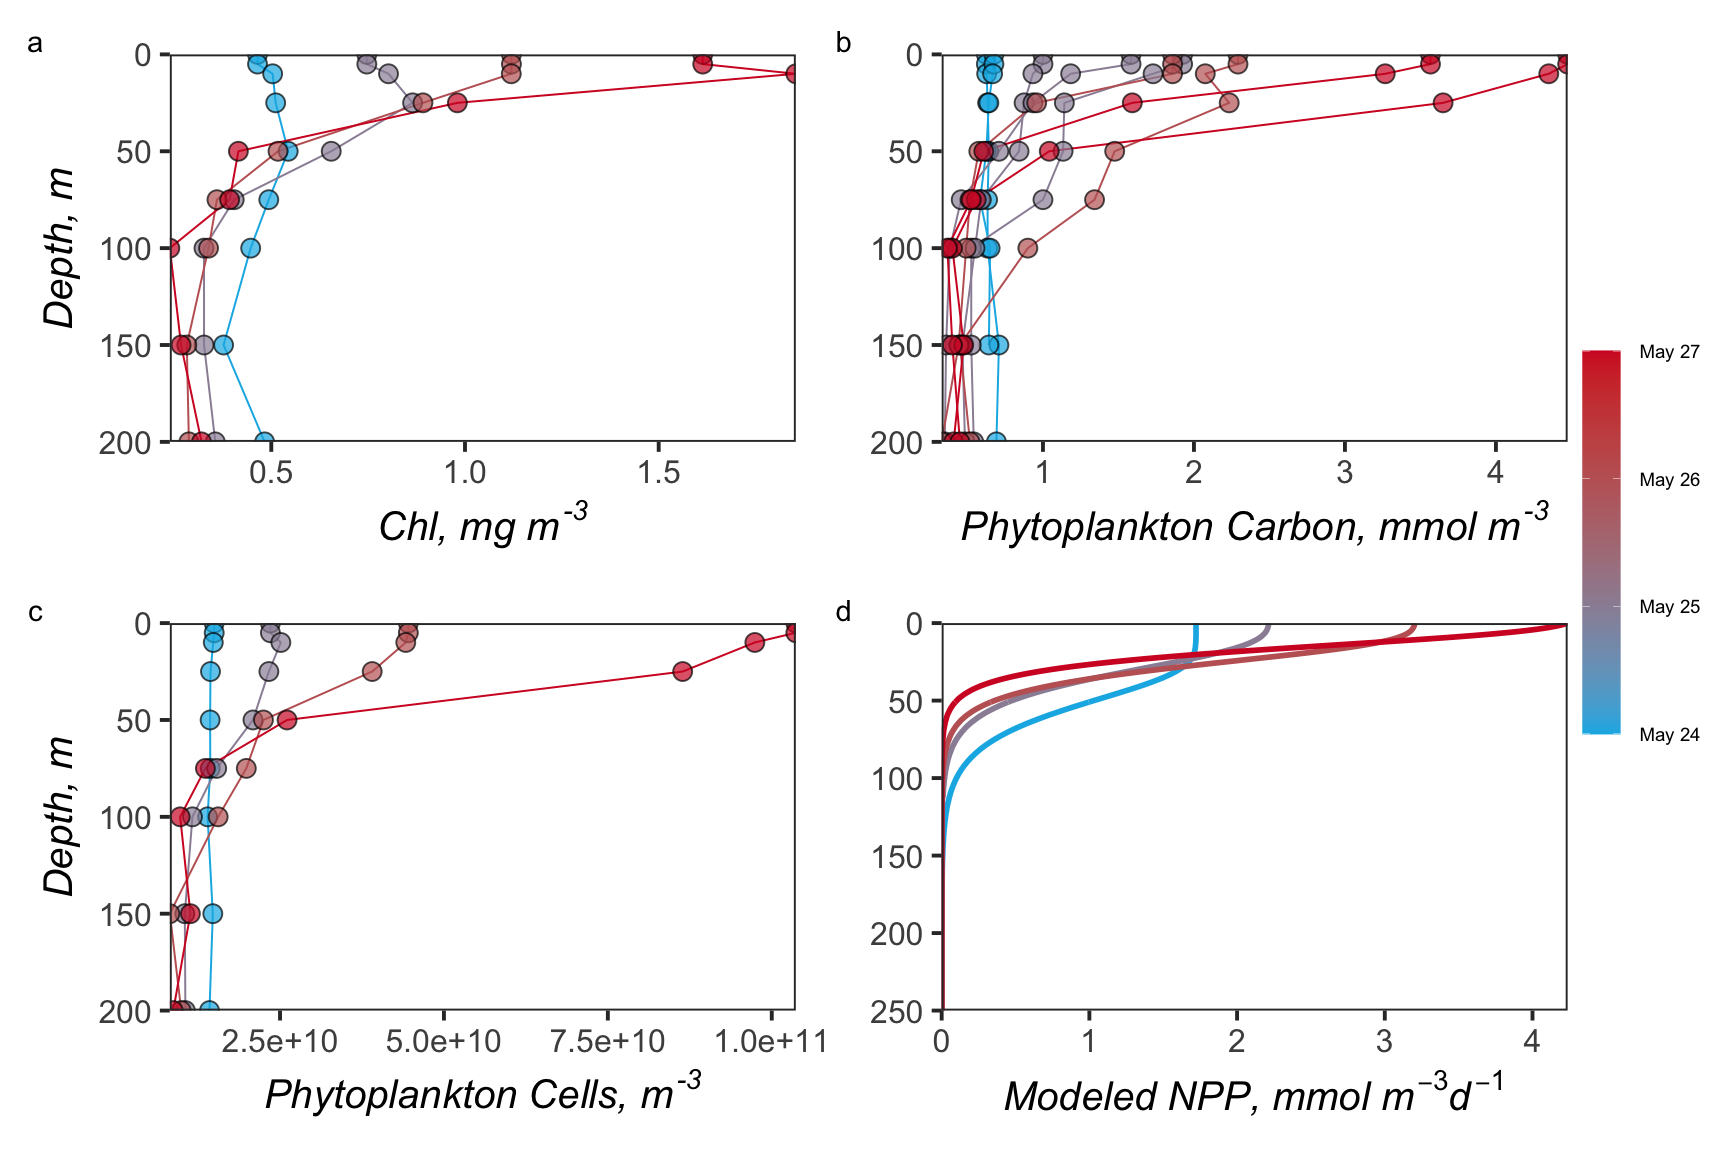 a
0
50
100
150
200
Depth, m
0.5 1.0 1.5
Chl, mg m⁻³
b
0
50
100
150
200
1 2 3 4
Phytoplankton Carbon, mmol m⁻³
May 27
May 26
May 25
May 24
c
0
50
100
150
200
Depth, m
2.5e+10 5.0e+10 7.5e+10 1.0e+11
Phytoplankton Cells, m⁻³
d
0
50
100
150
200
250
0 1 2 3 4
Modeled NPP, mmol m⁻³d⁻¹